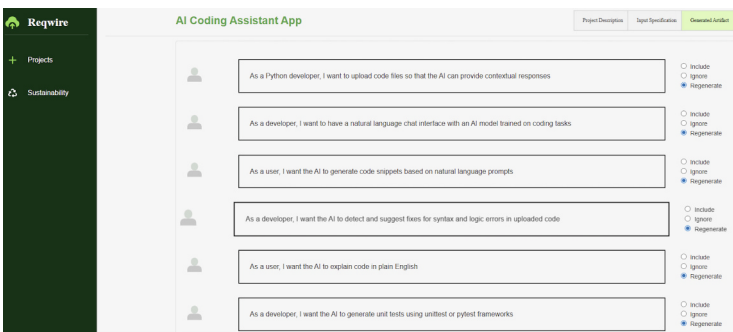 Reqwire
AI Coding Assistant App
Project Description
Input Specification
Generated Artifact
Projects
Sustainability
As a Python developer, I want to upload code files so that the AI can provide contextual responses
Include
Ignore
Regenerate
As a developer, I want to have a natural language chat interface with an AI model trained on coding tasks
Include
Ignore
Regenerate
As a user, I want the AI to generate code snippets based on natural language prompts
Include
Ignore
Regenerate
As a developer, I want the AI to detect and suggest fixes for syntax and logic errors in uploaded code
Include
Ignore
Regenerate
As a user, I want the AI to explain code in plain English
Include
Ignore
Regenerate
As a developer, I want the AI to generate unit tests using unittest or pytest frameworks
Include
Ignore
Regenerate